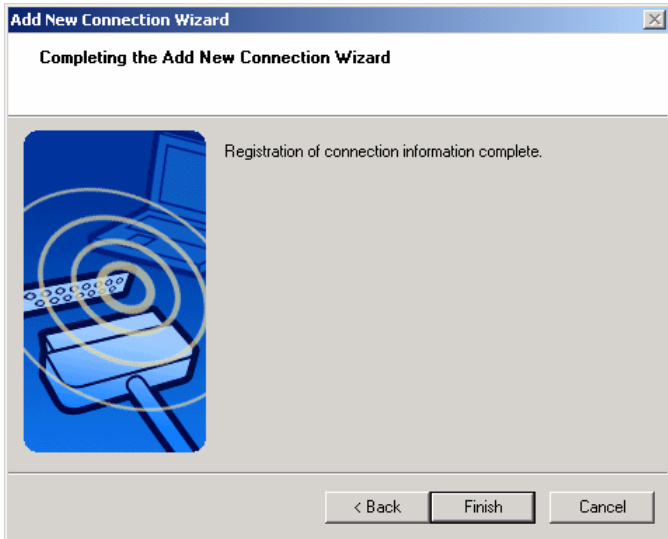 Add New Connection Wizard
Completing the Add New Connection Wizard
Registration of connection information complete.
< Back
Finish
Cancel